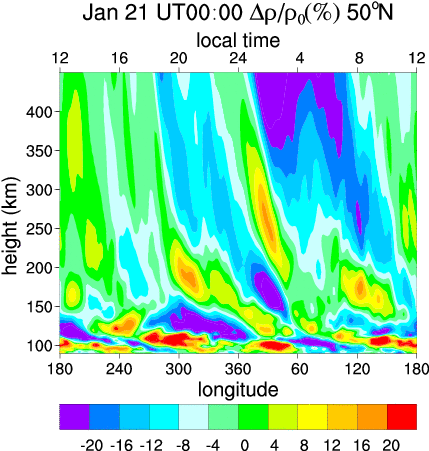 Jan 21 UT00:00 Δρ/ρ₀(%) 50°N
local time
12 16 20 4 8 12
400
350
300
250
200
150
100
height (km)
180 240 300 360 60 120 180
longitude
-20 -16 -12 -8 -4 0 4 8 12 16 20